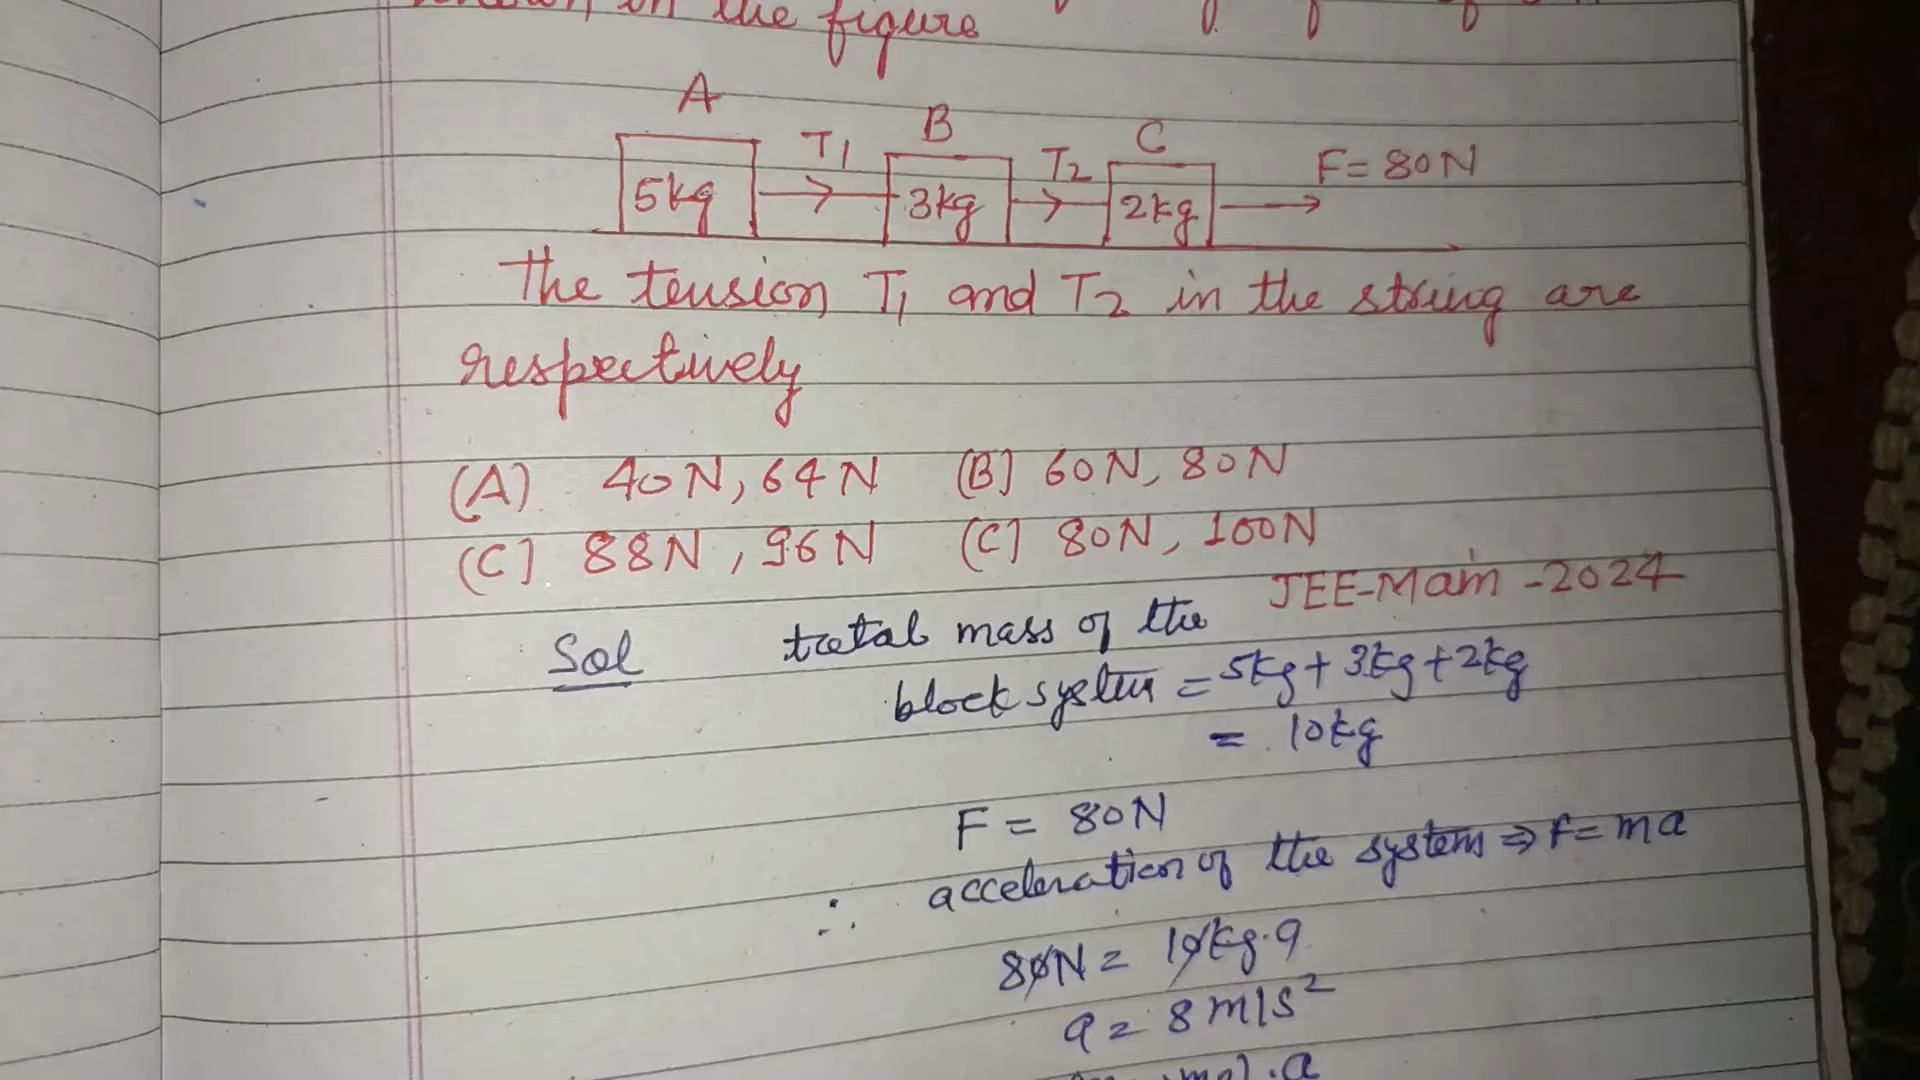 in the figure
A
B
C
T1
T2
F= 80N
5kg
3kg
2kg
The tension T1 and T2 in the string are
respectively
(A) 40N, 64N (B) 60N, 80N
(C) 88N, 96N (C) 80N, 100N
JEE-Main -2024
Sol total mass of the
block system = 5kg + 3kg + 2kg
= 10kg
F = 80N
∴ acceleration of the system ⇒ F= ma
80N = 10kg.a
a = 8 m/s²
.a